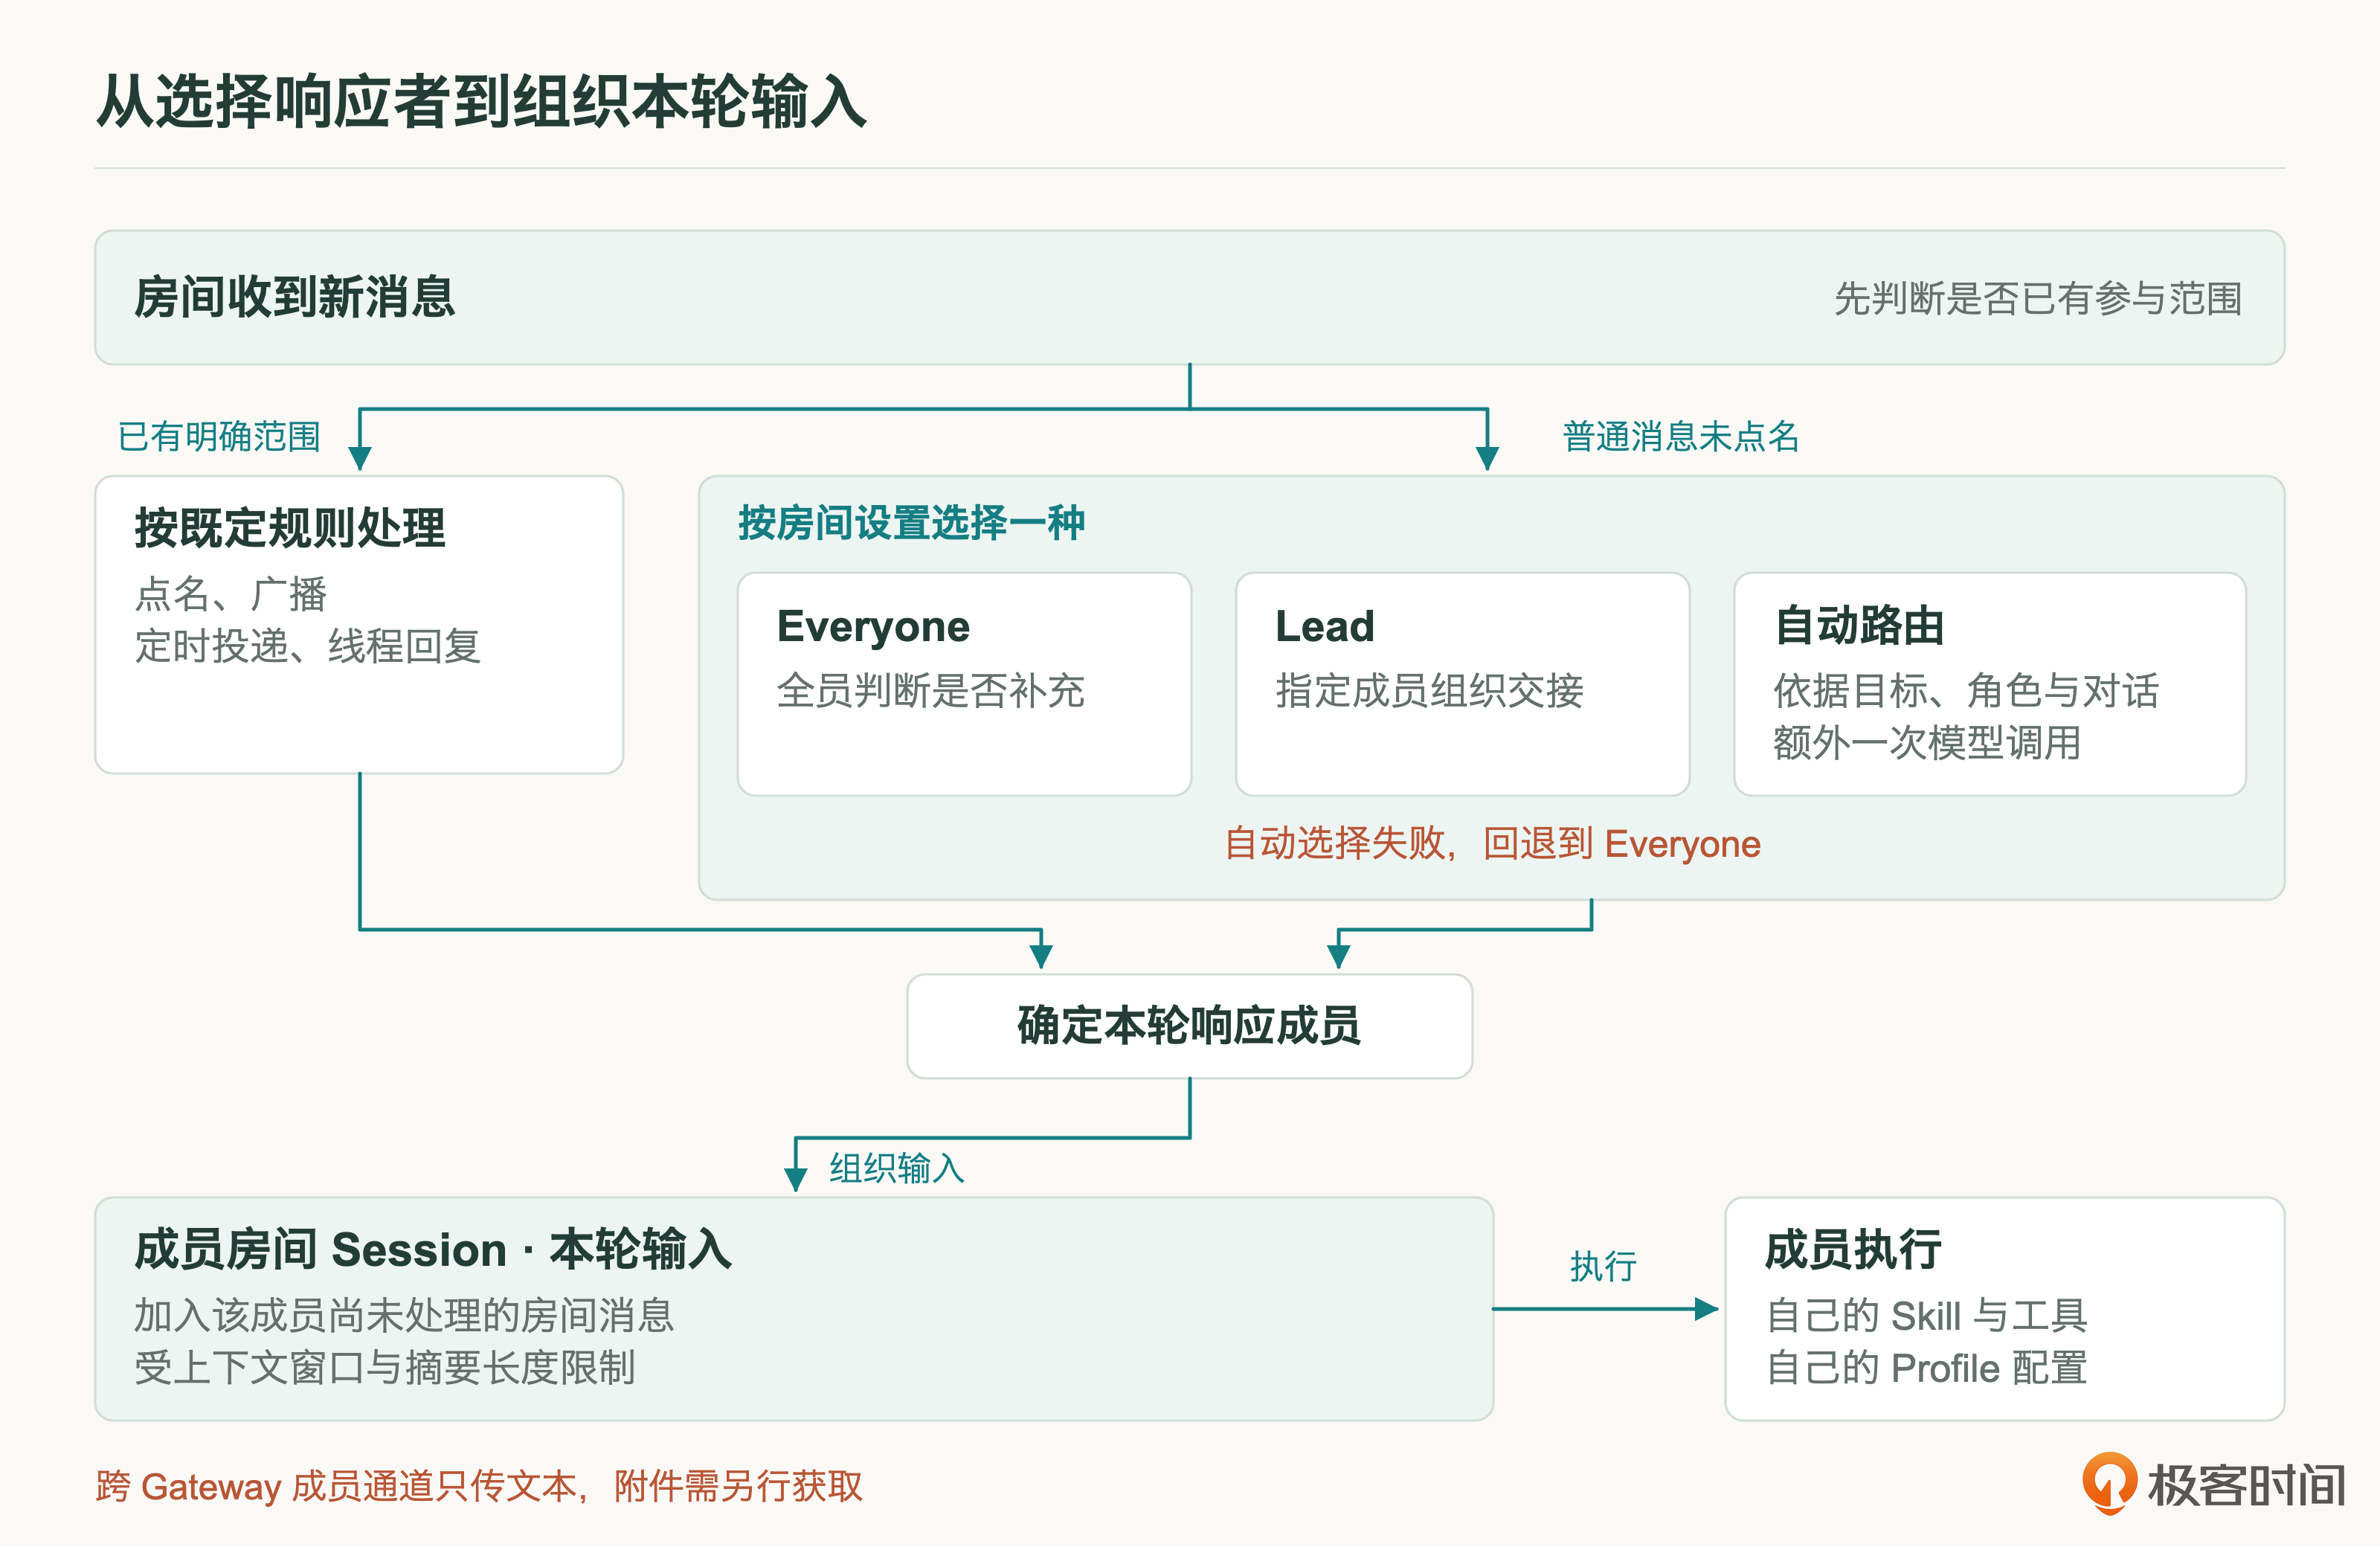 从选择响应者到组织本轮输入
房间收到新消息
先判断是否已有参与范围
已有明确范围
普通消息未点名
按既定规则处理
点名、广播
定时投递、线程回复
按房间设置选择一种
Everyone
全员判断是否补充
Lead
指定成员组织交接
自动路由
依据目标、角色与对话
额外一次模型调用
自动选择失败，回退到 Everyone
确定本轮响应成员
组织输入
成员房间 Session · 本轮输入
加入该成员尚未处理的房间消息
受上下文窗口与摘要长度限制
执行
成员执行
自己的 Skill 与工具
自己的 Profile 配置
跨 Gateway 成员通道只传文本，附件需另行获取
极客时间